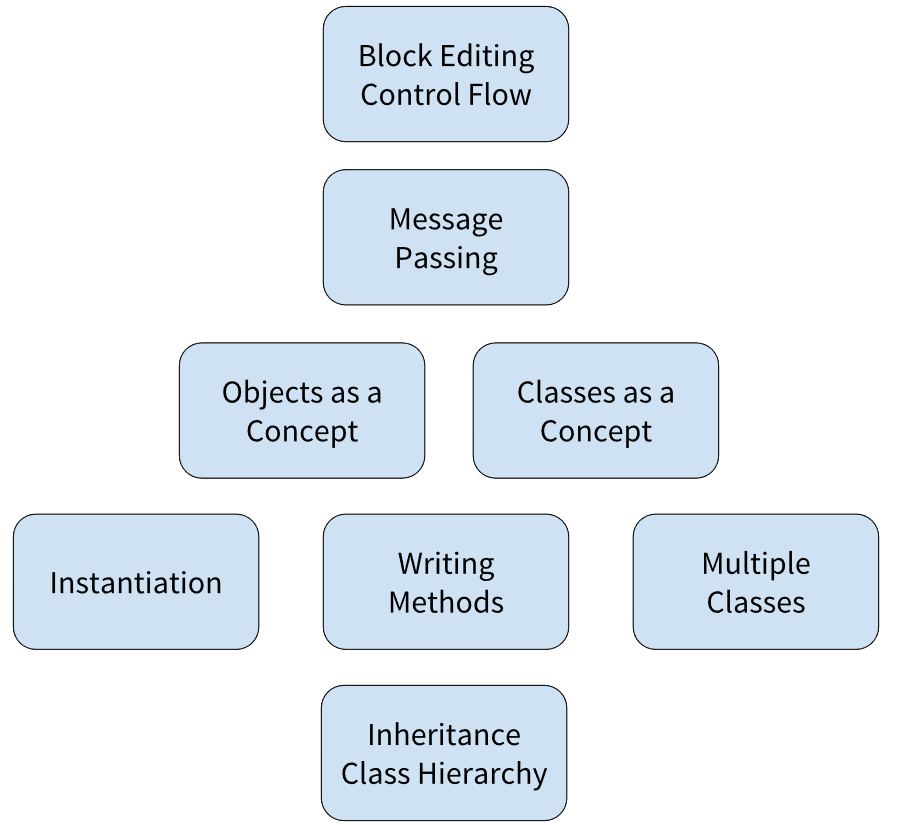 Block Editing
Control Flow
Message
Passing
Objects as a
Concept
Classes as a
Concept
Instantiation
Writing
Methods
Multiple
Classes
Inheritance
Class Hierarchy